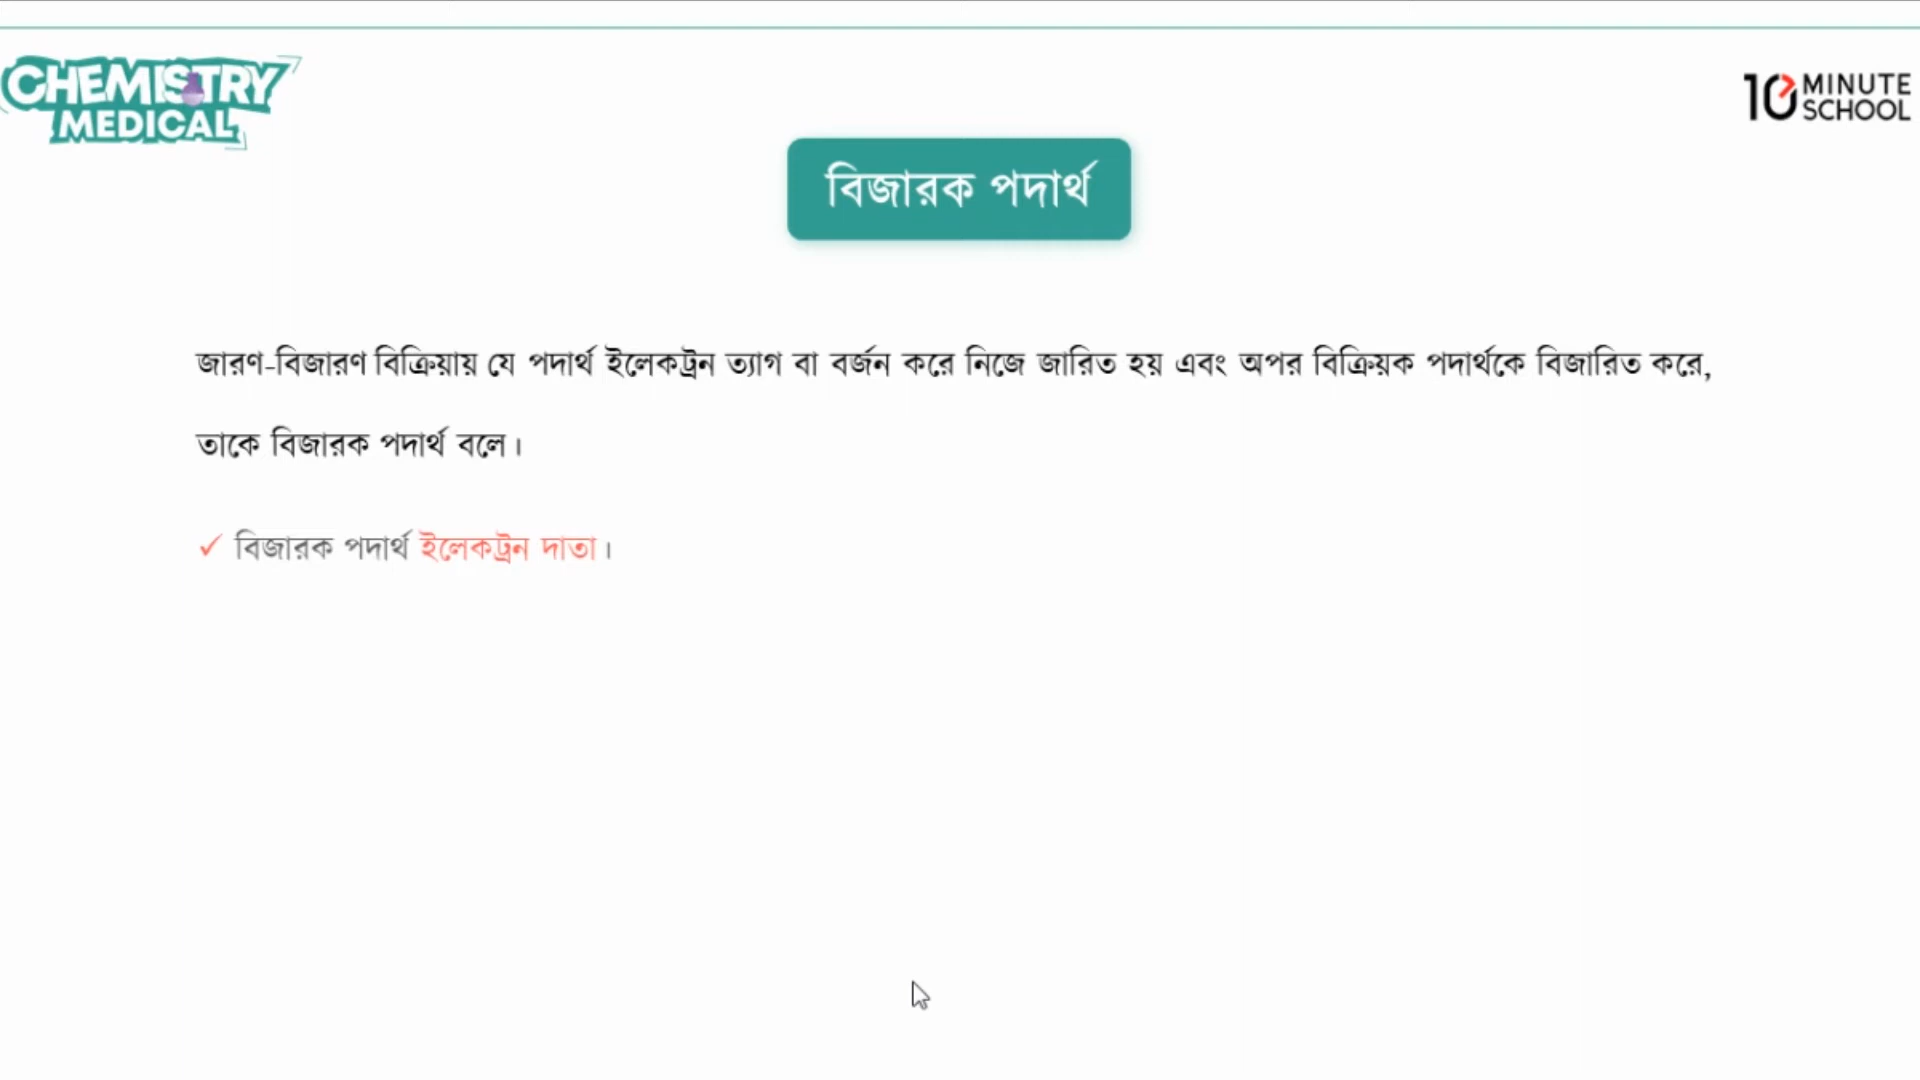 CHEMISTRY
MEDICAL
10 MINUTE
SCHOOL
বিজারক পদার্থ
জারণ-বিজারণ বিক্রিয়ায় যে পদার্থ ইলেকট্রন ত্যাগ বা বর্জন করে নিজে জারিত হয় এবং অপর বিক্রিয়ক পদার্থকে বিজারিত করে,
তাকে বিজারক পদার্থ বলে।
✓ বিজারক পদার্থ ইলেকট্রন দাতা।